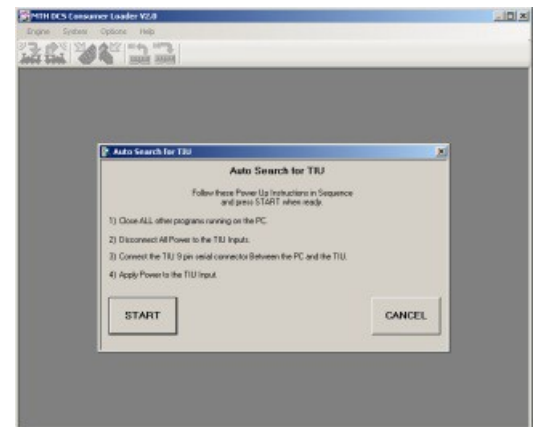 MTH DCS Consumer Loader V2.0
Engine System Options Help
Auto Search for TIU
Auto Search for TIU
Follow these Power Up Instructions in Sequence
and press START when ready.
1) Close ALL other programs running on the PC.
2) Disconnect All Power to the TIU Inputs.
3) Connect the TIU 9 pin serial connector Between the PC and the TIU.
4) Apply Power to the TIU Input.
START CANCEL